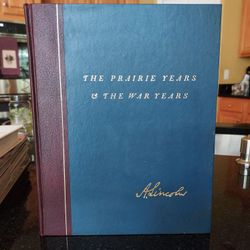 THE PRAIRIE YEARS
& THE WAR YEARS
A. Lincoln